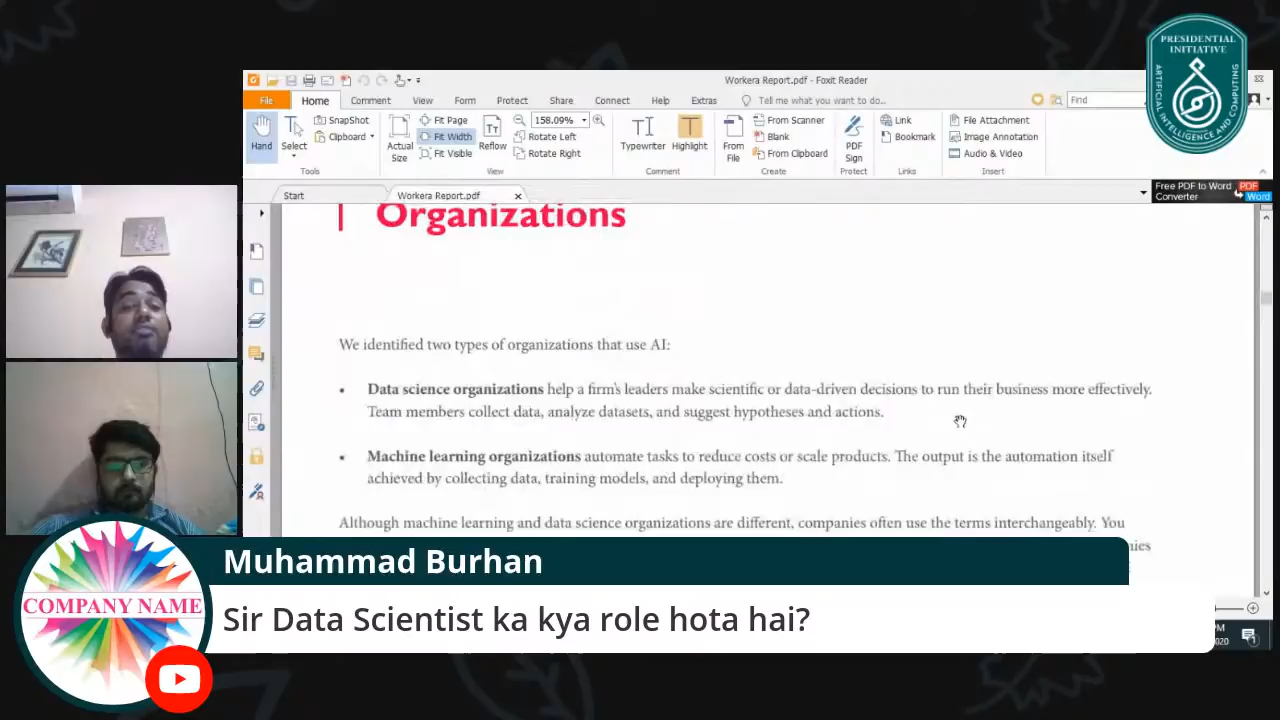 PRESIDENTIAL
INITIATIVE
ARTIFICIAL
INTELLIGENCE AND COMPUTING
Workera Report.pdf - Foxit Reader
File Home Comment View Form Protect Share Connect Help Extras Tell me what you want to do... Find
Hand
Select
SnapShot
Clipboard
Tools
Actual Size
Fit Page
Fit Width
Fit Visible
Reflow
158.09%
Rotate Left
Rotate Right
View
Typewriter
Highlight
Comment
From File
From Scanner
Blank
From Clipboard
Create
PDF Sign
Protect
Link
Bookmark
Links
File Attachment
Image Annotation
Audio & Video
Insert
Start
Workera Report.pdf
Free PDF to Word
Converter
PDF
Word
Organizations
We identified two types of organizations that use AI:
• Data science organizations help a firm's leaders make scientific or data-driven decisions to run their business more effectively.
Team members collect data, analyze datasets, and suggest hypotheses and actions.
• Machine learning organizations automate tasks to reduce costs or scale products. The output is the automation itself
achieved by collecting data, training models, and deploying them.
Although machine learning and data science organizations are different, companies often use the terms interchangeably. You
Muhammad Burhan
Sir Data Scientist ka kya role hota hai?
COMPANY NAME